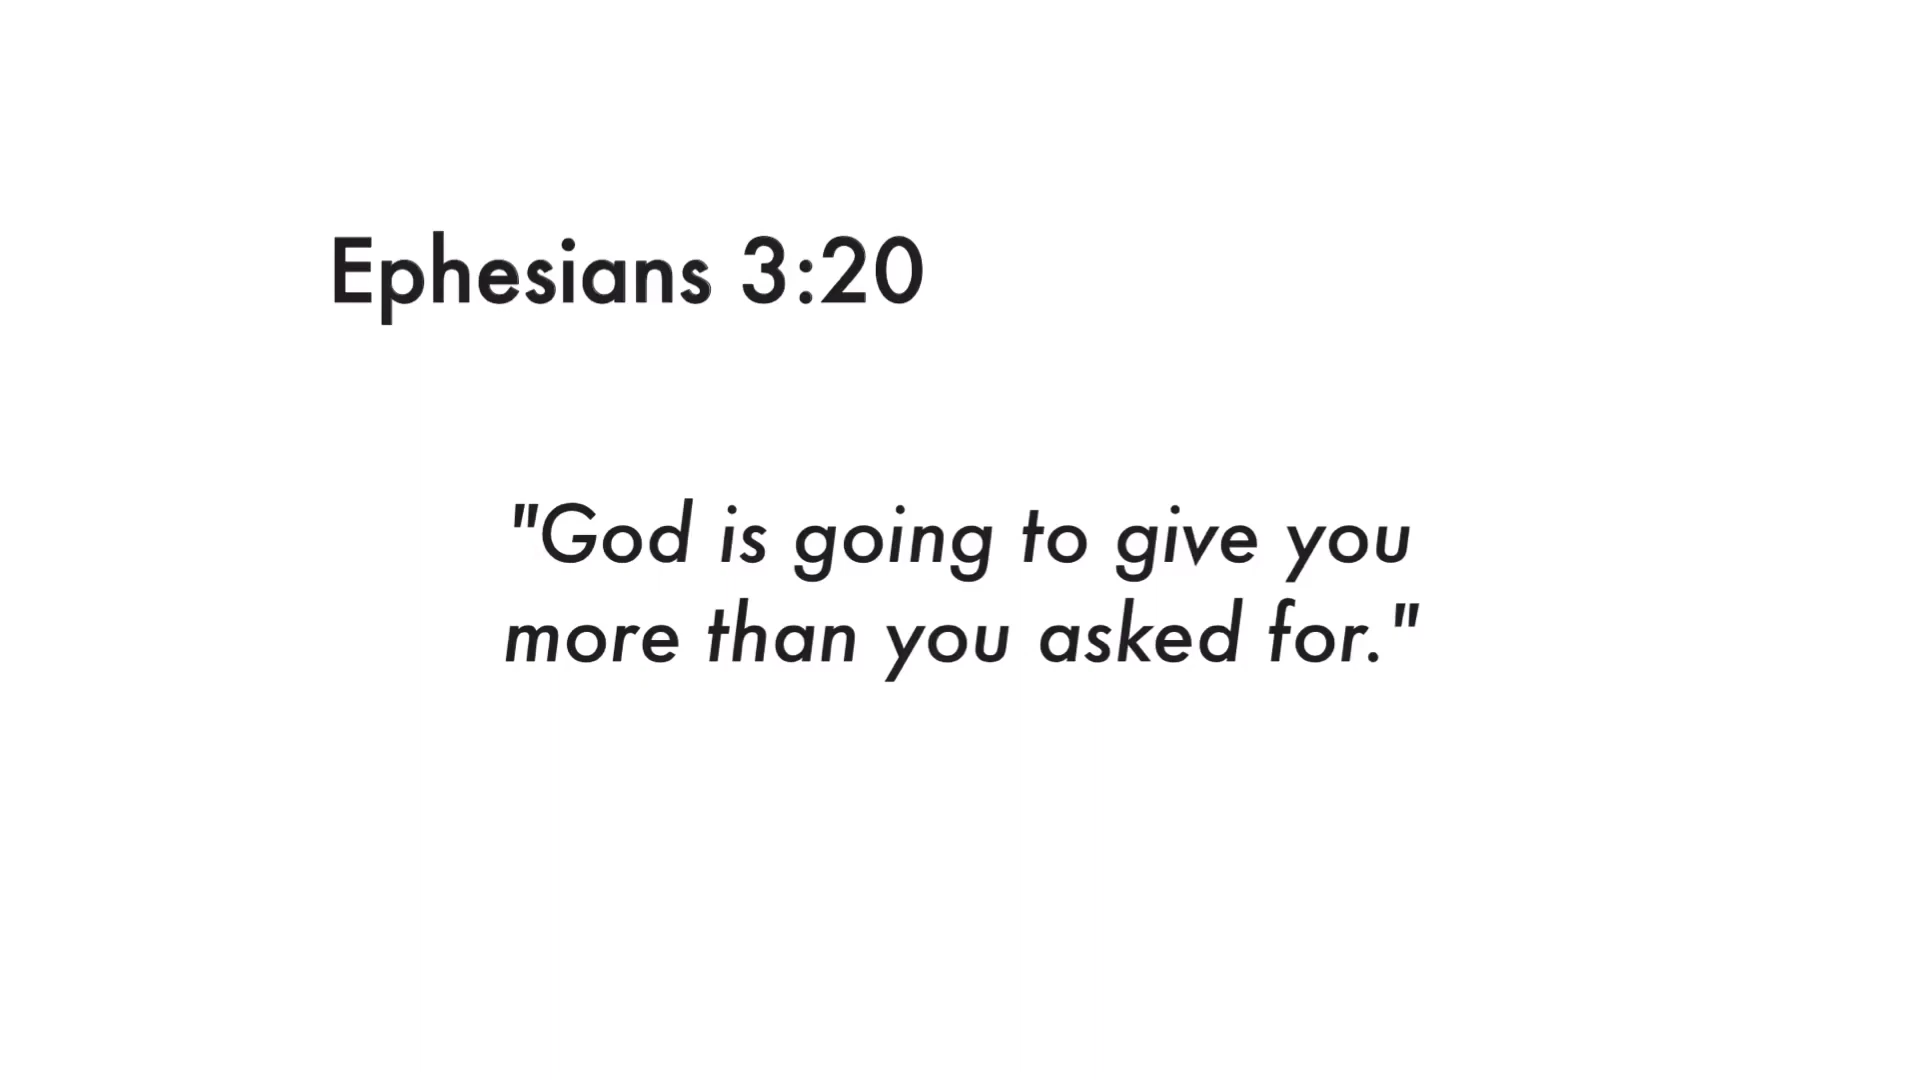 Ephesians 3:20
"God is going to give you
more than you asked for."